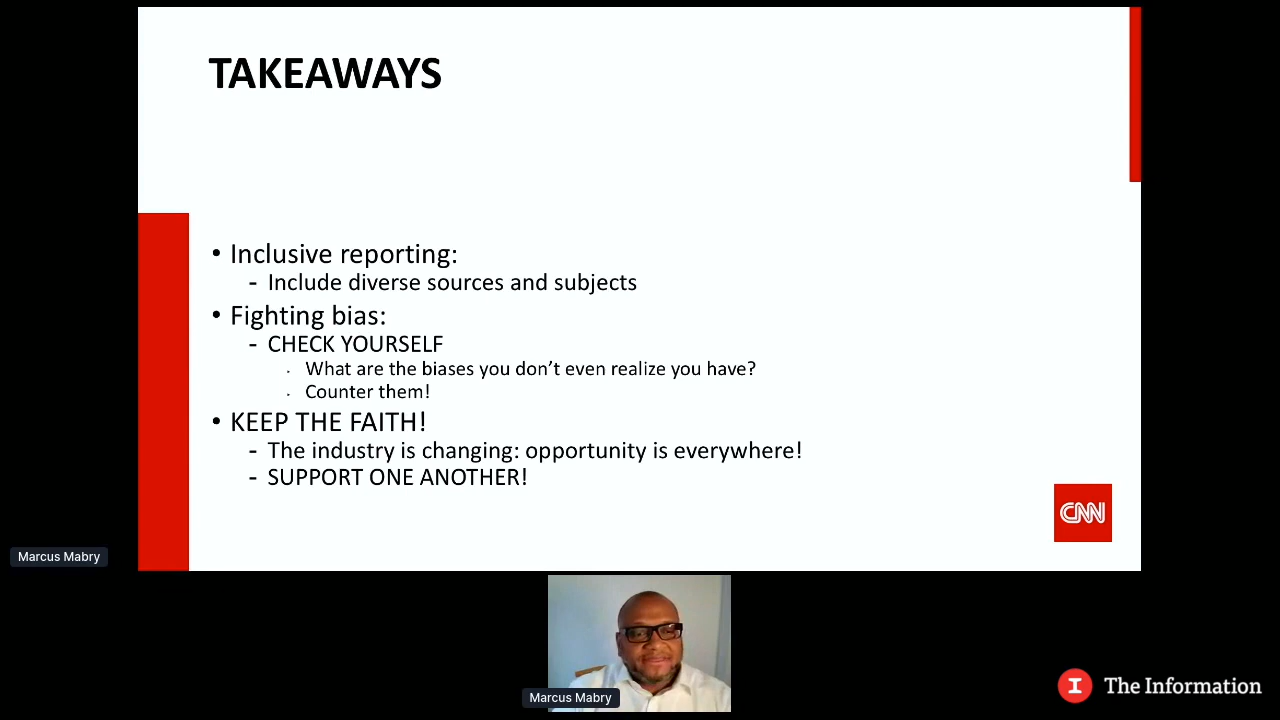 TAKEAWAYS
• Inclusive reporting:
- Include diverse sources and subjects
• Fighting bias:
- CHECK YOURSELF
· What are the biases you don’t even realize you have?
· Counter them!
• KEEP THE FAITH!
- The industry is changing: opportunity is everywhere!
- SUPPORT ONE ANOTHER!
CNN
Marcus Mabry
Marcus Mabry
I The Information